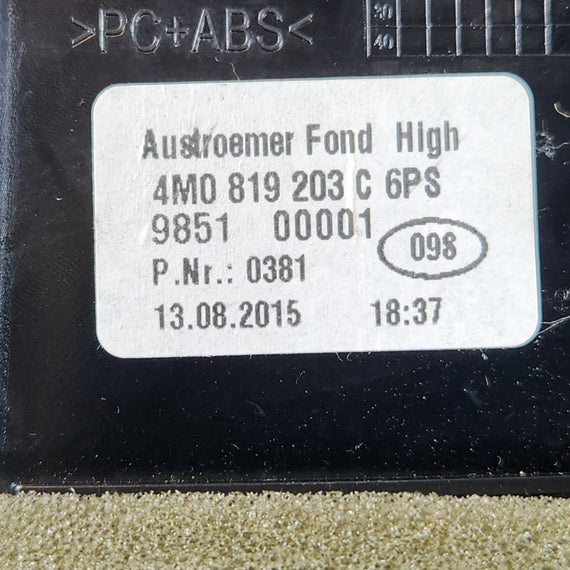 >PC+ABS<
30
40
Austroemer Fond High
4M0 819 203 C 6PS
9851 00001
098
P.Nr.: 0381
13.08.2015 18:37